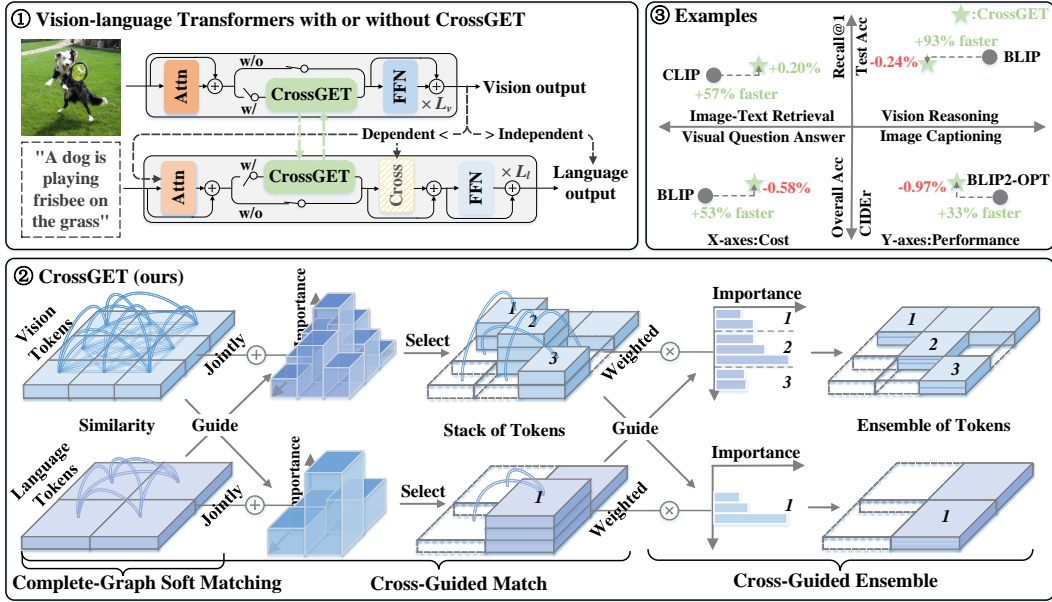 ① Vision-language Transformers with or without CrossGET
Attn
w/o
w/
CrossGET
FFN
× Lᵥ
Vision output
Dependent < > Independent
"A dog is
playing
frisbee on
the grass"
Attn
w/
w/o
CrossGET
Cross
FFN
× Lₗ
Language
output
③ Examples
:CrossGET
Recall@1
Test Acc
CLIP
+0.20%
+57% faster
+93% faster
-0.24%
BLIP
Image-Text Retrieval
Visual Question Answer
Vision Reasoning
Image Captioning
BLIP
-0.58%
+53% faster
Overall Acc
CIDEr
-0.97%
BLIP2-OPT
+33% faster
X-axes:Cost
Y-axes:Performance
② CrossGET (ours)
Vision
Tokens
Similarity
Jointly
+
Importance
Select
1
2
3
Stack of Tokens
Weighted
×
Importance
1
2
3
1
2
3
Ensemble of Tokens
Guide
Guide
Language
Tokens
Jointly
+
Importance
Select
1
Weighted
×
Importance
1
1
Complete-Graph Soft Matching
Cross-Guided Match
Cross-Guided Ensemble